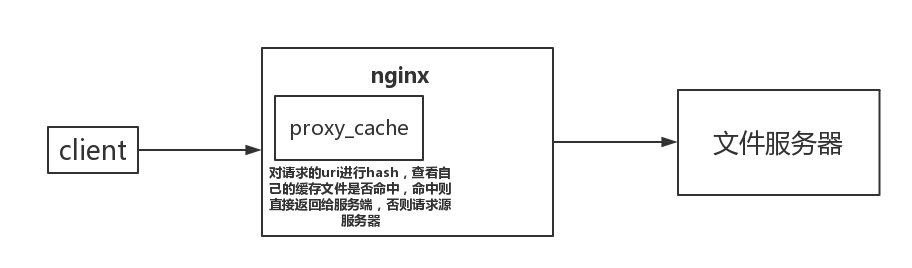 nginx
proxy_cache
client
文件服务器
对请求的uri进行hash，查看自
己的缓存文件是否命中，命中则
直接返回给服务端，否则请求源
服务器